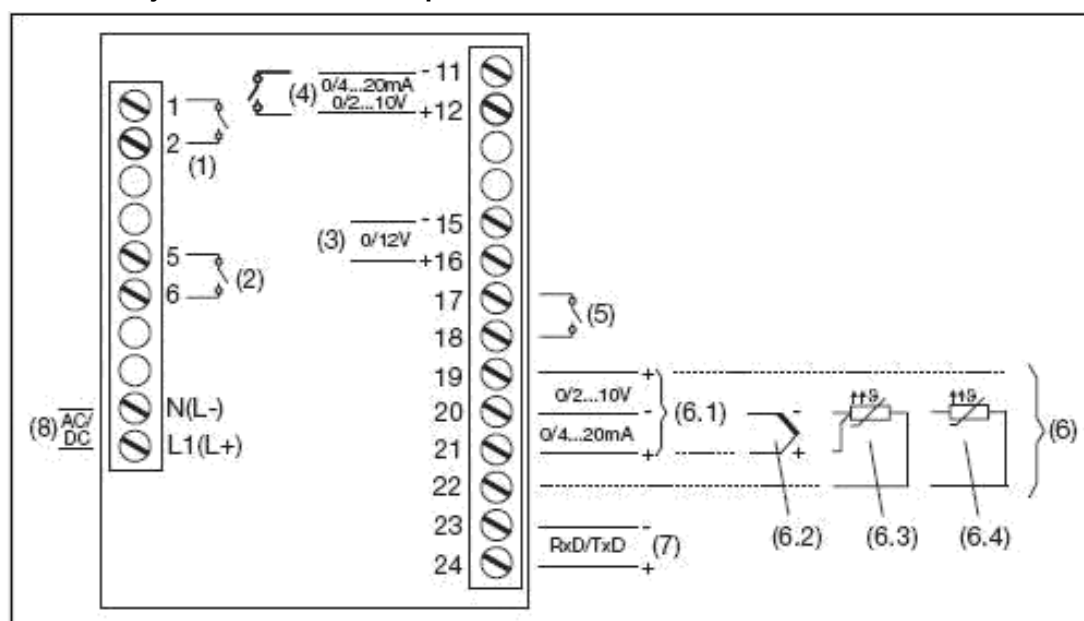 1
2
(1)
5
6
(2)
N(L-)
L1(L+)
(8) AC/
DC
(4) 0/4...20mA
0/2...10V
- 11
+12
(3) 0/12V
- 15
+16
17
18
(5)
19
20
21
22
23
24
+
0/2...10V
-
0/4...20mA
+
(6.1)
-
+
(6.2)
ϑ
(6.3)
ϑ
(6.4)
(6)
-
RxD/TxD
+
(7)